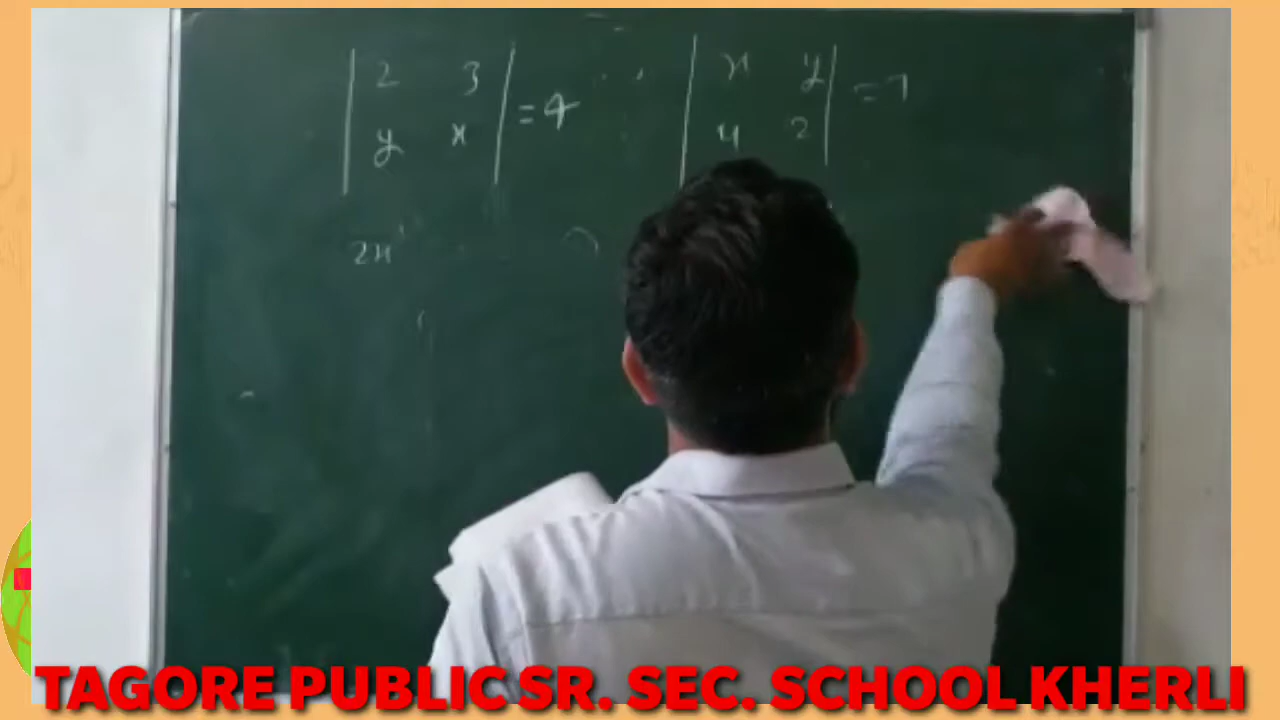 | 2 3 | | x y |
| y x | = 4 | 4 2 | = 7
2x
TAGORE PUBLIC SR. SEC. SCHOOL KHERLI